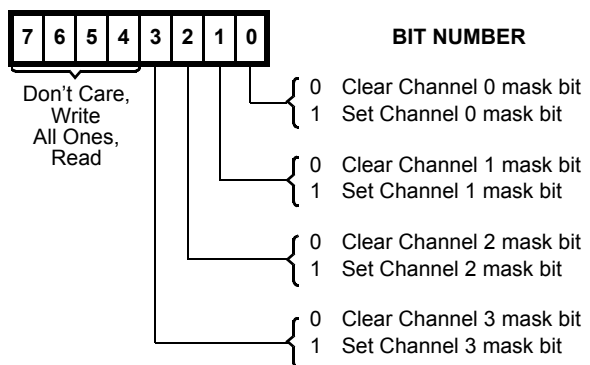 7 6 5 4 3 2 1 0
BIT NUMBER
Don't Care,
Write
All Ones,
Read
0 Clear Channel 0 mask bit
1 Set Channel 0 mask bit
0 Clear Channel 1 mask bit
1 Set Channel 1 mask bit
0 Clear Channel 2 mask bit
1 Set Channel 2 mask bit
0 Clear Channel 3 mask bit
1 Set Channel 3 mask bit